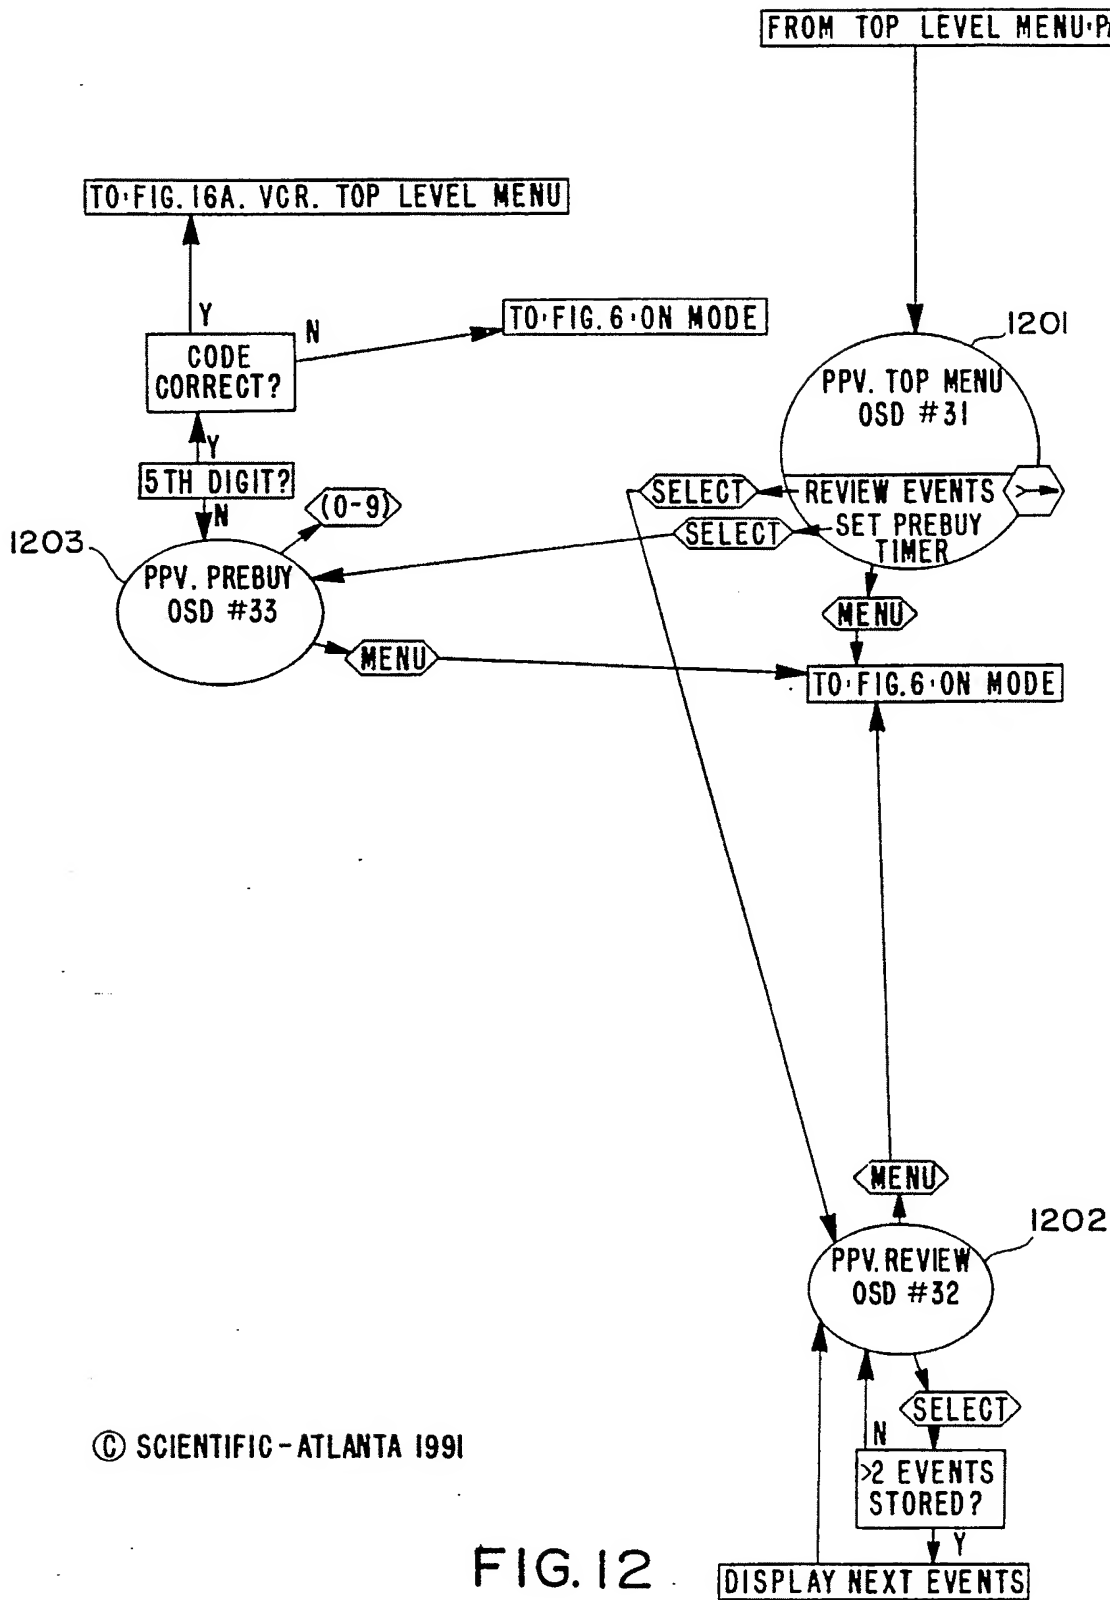 FROM TOP LEVEL MENU:
TO:FIG.16A. VCR. TOP LEVEL MENU
Y
N
TO:FIG.6:ON MODE
CODE
CORRECT?
1201
PPV. TOP MENU
OSD #31
Y
5TH DIGIT?
N
(0-9)
SELECT
REVIEW EVENTS
>
SELECT
SET PREBUY
TIMER
1203
PPV. PREBUY
OSD #33
MENU
MENU
TO:FIG.6:ON MODE
MENU
1202
PPV. REVIEW
OSD #32
SELECT
N
>2 EVENTS
STORED?
Y
DISPLAY NEXT EVENTS
© SCIENTIFIC-ATLANTA 1991
FIG.12